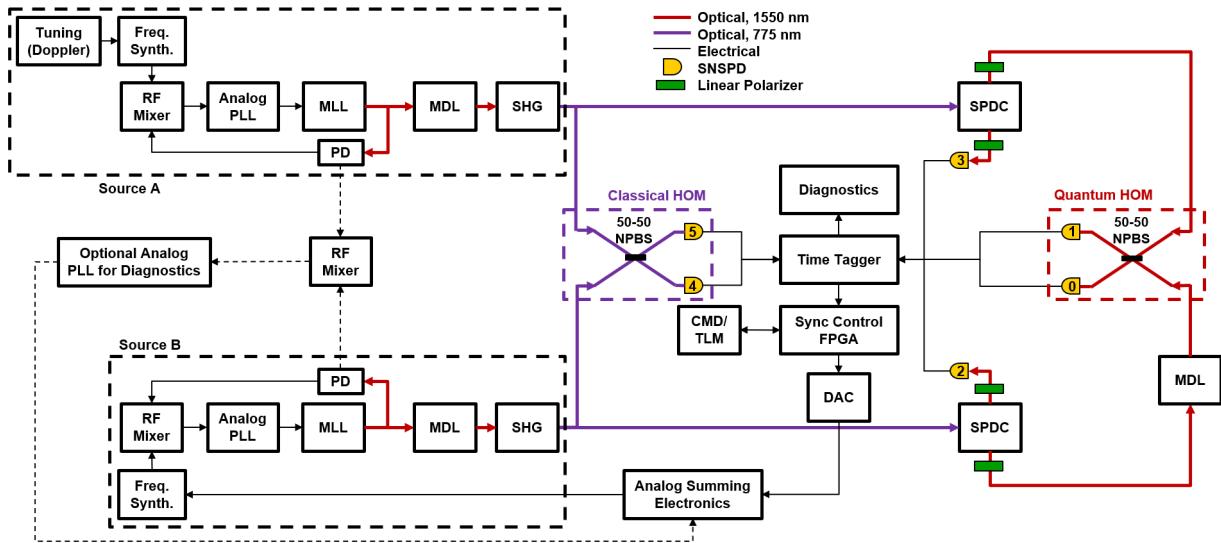 Tuning
(Doppler)
Freq.
Synth.
RF
Mixer
Analog
PLL
MLL
MDL
SHG
PD
Source A
Optical, 1550 nm
Optical, 775 nm
Electrical
SNSPD
Linear Polarizer
SPDC
3
Classical HOM
50-50
NPBS
5
4
Diagnostics
Time Tagger
Sync Control
FPGA
CMD/
TLM
DAC
Quantum HOM
50-50
NPBS
1
0
Optional Analog
PLL for Diagnostics
RF
Mixer
Source B
PD
RF
Mixer
Analog
PLL
MLL
MDL
SHG
Freq.
Synth.
Analog Summing
Electronics
2
SPDC
MDL